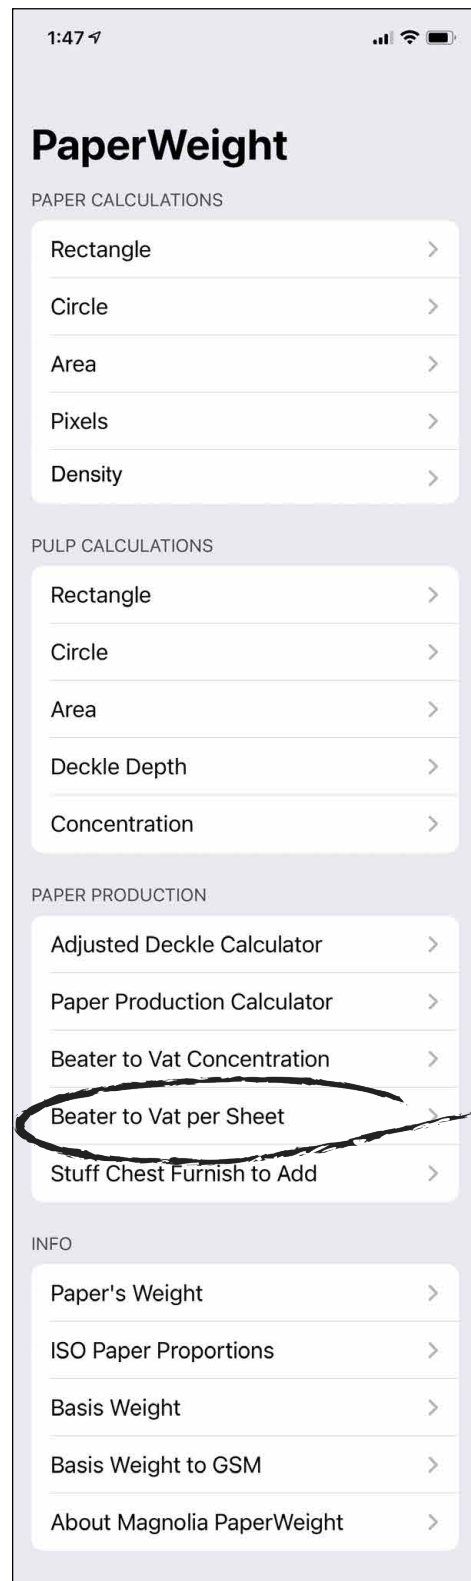 1:47
PaperWeight
PAPER CALCULATIONS
Rectangle
Circle
Area
Pixels
Density
PULP CALCULATIONS
Rectangle
Circle
Area
Deckle Depth
Concentration
PAPER PRODUCTION
Adjusted Deckle Calculator
Paper Production Calculator
Beater to Vat Concentration
Beater to Vat per Sheet
Stuff Chest Furnish to Add
INFO
Paper's Weight
ISO Paper Proportions
Basis Weight
Basis Weight to GSM
About Magnolia PaperWeight